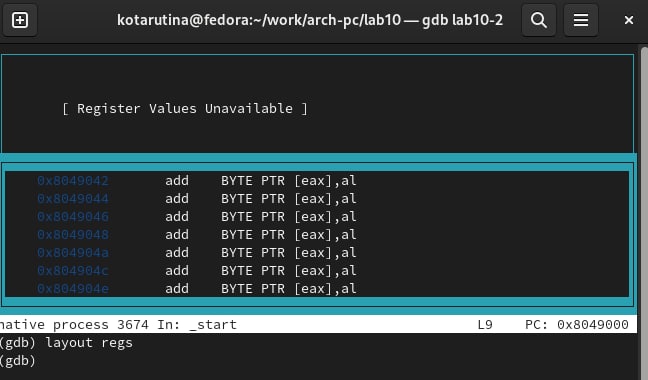 kotarutina@fedora:~/work/arch-pc/lab10 — gdb lab10-2
[ Register Values Unavailable ]
0x8049042 add BYTE PTR [eax],al
0x8049044 add BYTE PTR [eax],al
0x8049046 add BYTE PTR [eax],al
0x8049048 add BYTE PTR [eax],al
0x804904a add BYTE PTR [eax],al
0x804904c add BYTE PTR [eax],al
0x804904e add BYTE PTR [eax],al
native process 3674 In: _start L9 PC: 0x8049000
(gdb) layout regs
(gdb)